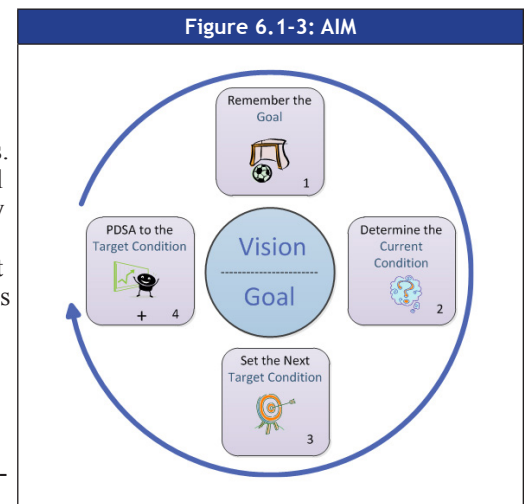 Figure 6.1-3: AIM
Remember the
Goal
1
s.
l
y
t
s
-
PDSA to the
Target Condition
+ 4
Vision
Goal
Determine the
Current
Condition
?
2
Set the Next
Target Condition
3